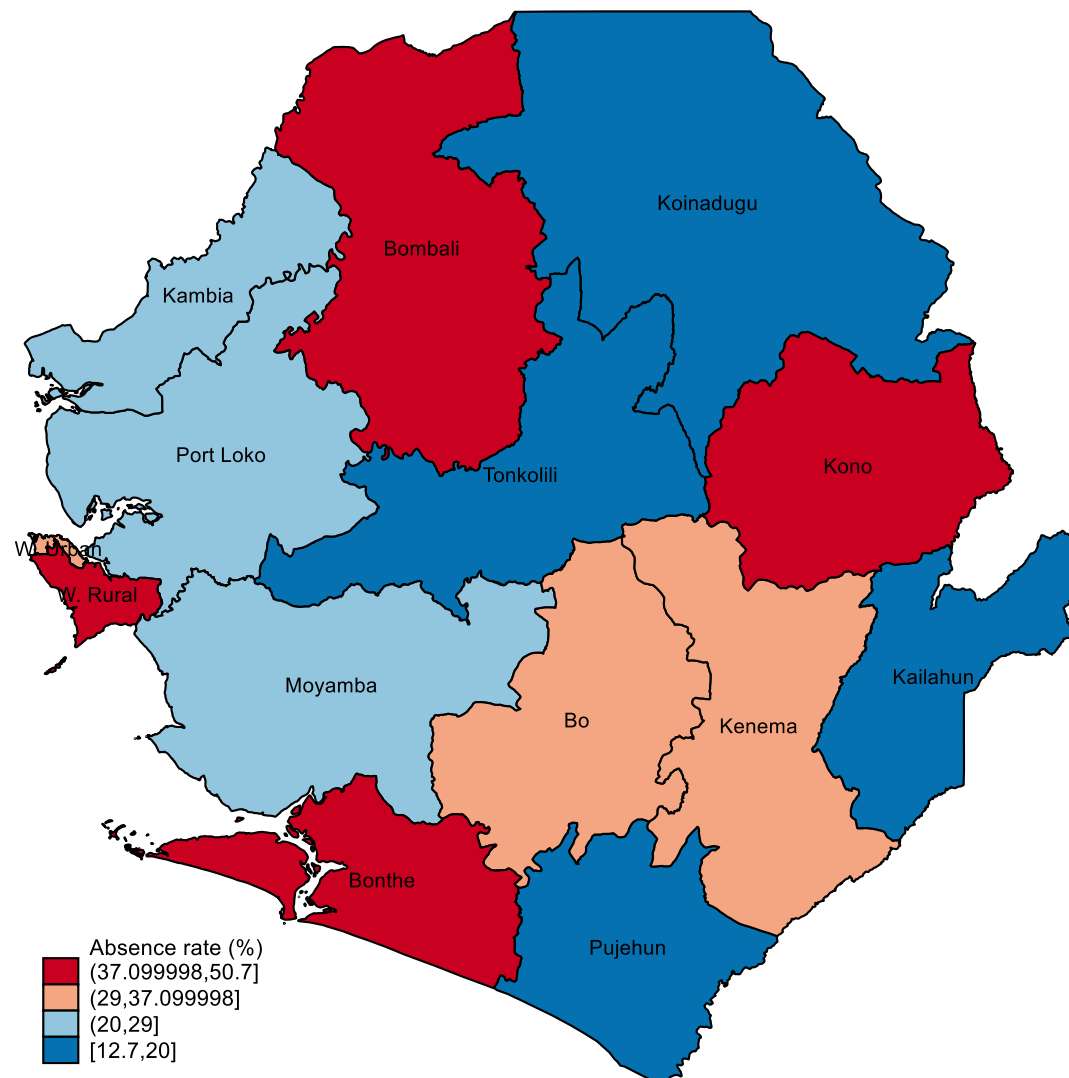 Koinadugu
Bombali
Kambia
Port Loko
Kono
Tonkolili
W. Urban
W. Rural
Kailahun
Moyamba
Bo
Kenema
Bonthe
Pujehun
Absence rate (%)
(37.099998,50.7]
(29,37.099998]
(20,29]
[12.7,20]